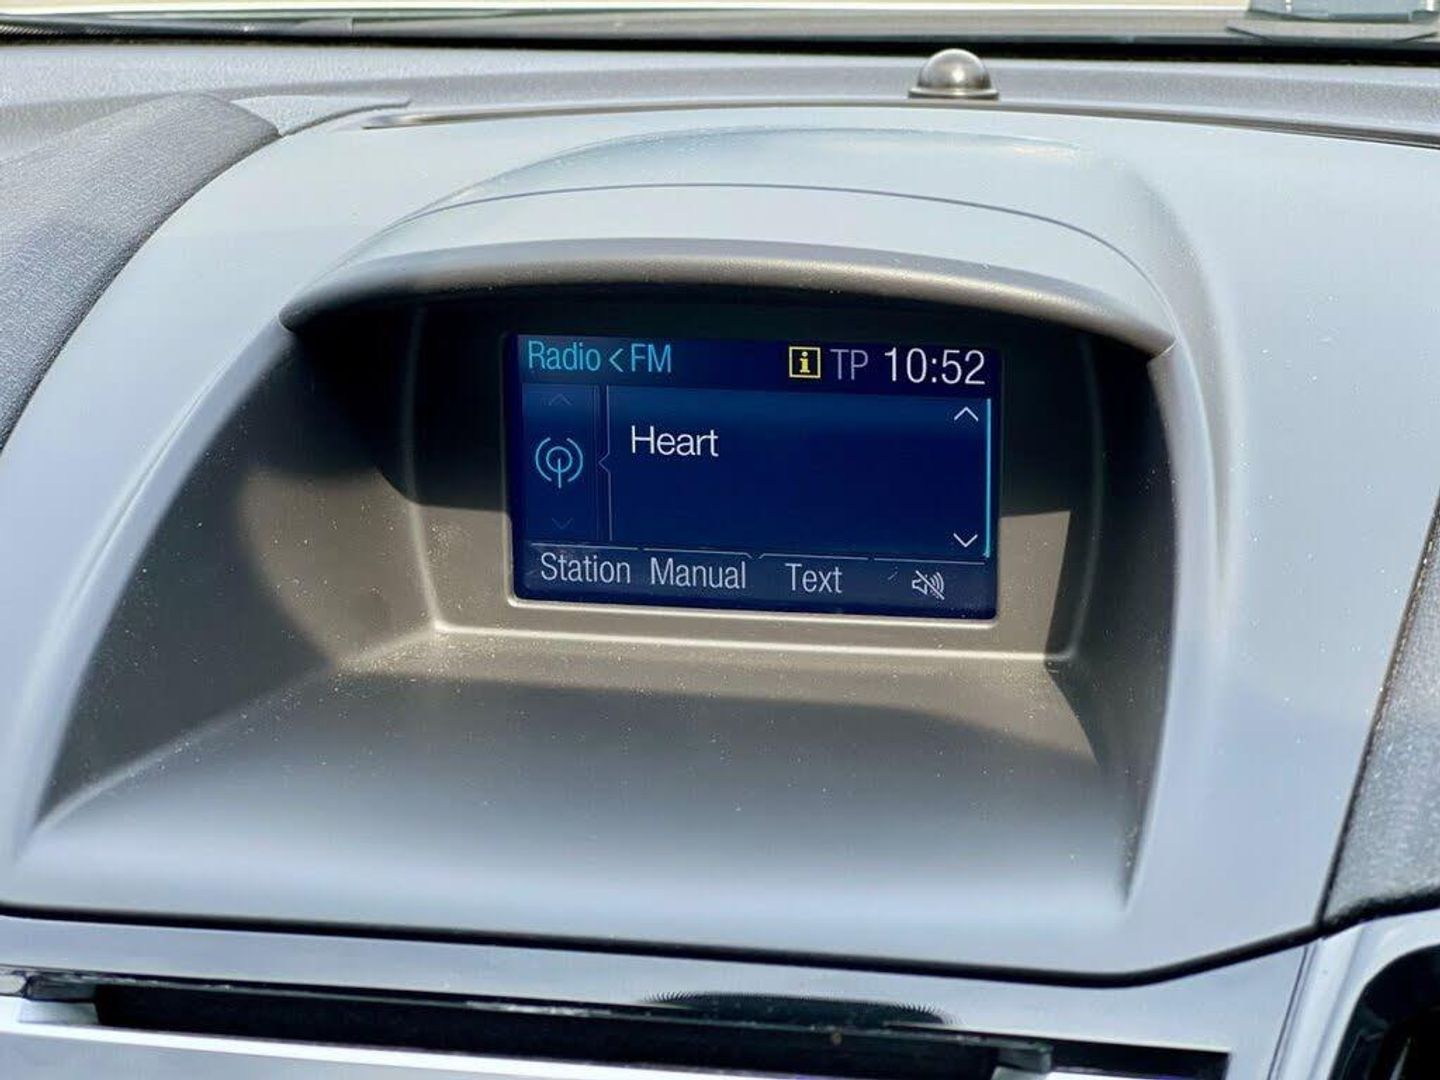 Radio < FM i TP 10:52
Heart
Station Manual Text